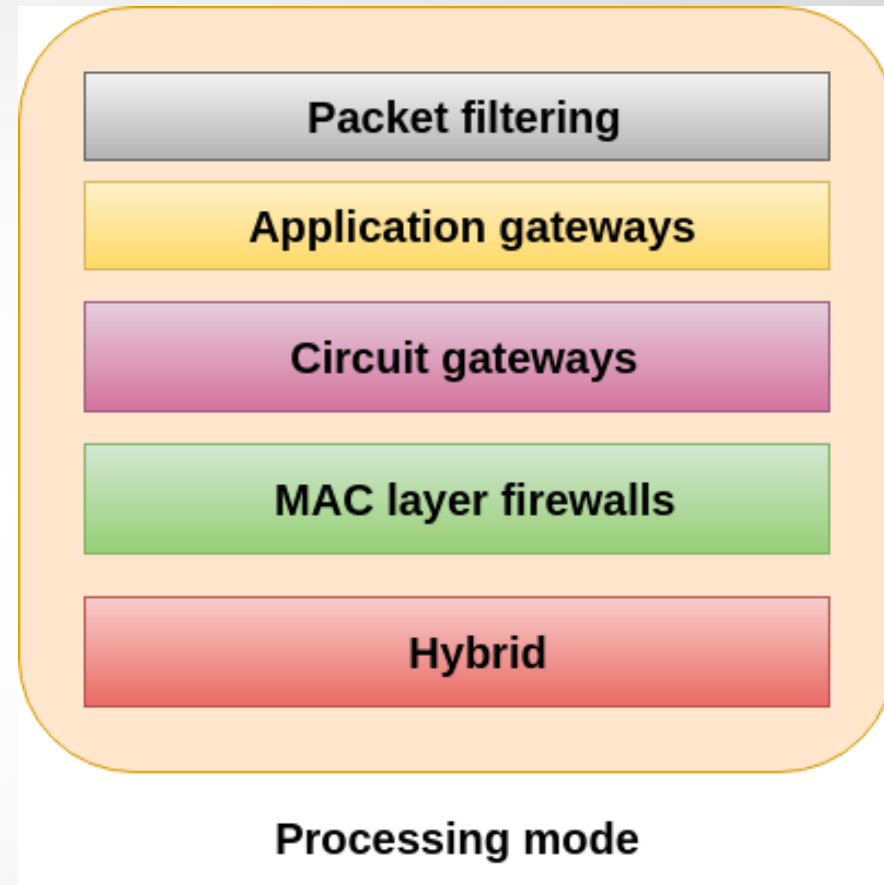 Packet filtering
Application gateways
Circuit gateways
MAC layer firewalls
Hybrid
Processing mode